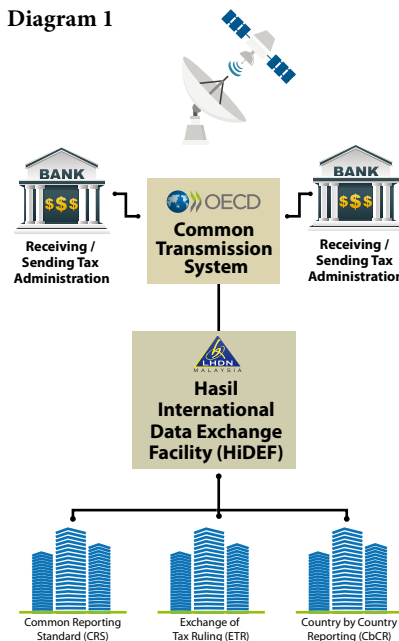 Diagram 1
BANK
$$$
Receiving /
Sending Tax
Administration
OECD
Common
Transmission
System
BANK
$$$
Receiving /
Sending Tax
Administration
LHDN
MALAYSIA
Hasil
International
Data Exchange
Facility (HiDEF)
Common Reporting
Standard (CRS)
Exchange of
Tax Ruling (ETR)
Country by Country
Reporting (CbCR)